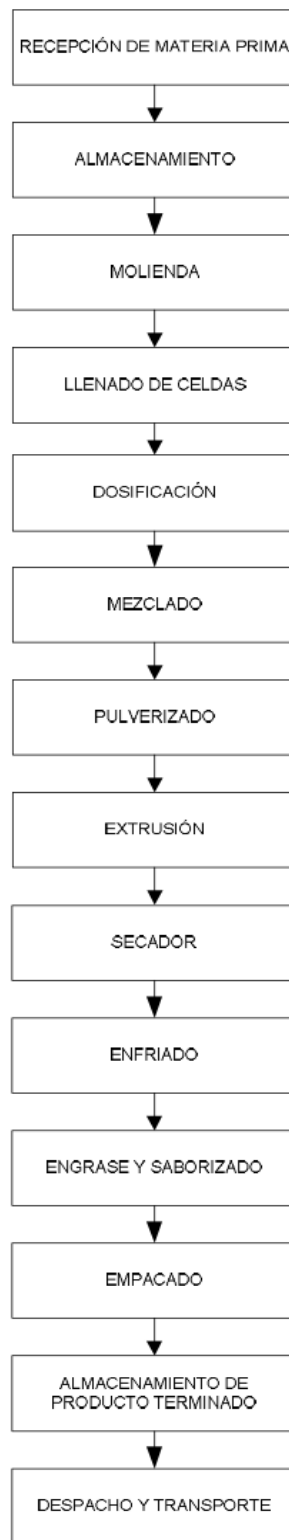 RECEPCIÓN DE MATERIA PRIMA
ALMACENAMIENTO
MOLIENDA
LLENADO DE CELDAS
DOSIFICACIÓN
MEZCLADO
PULVERIZADO
EXTRUSIÓN
SECADOR
ENFRIADO
ENGRASE Y SABORIZADO
EMPACADO
ALMACENAMIENTO DE
PRODUCTO TERMINADO
DESPACHO Y TRANSPORTE